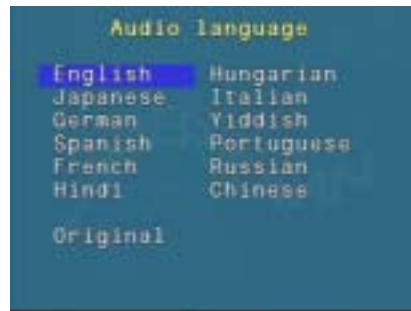 Audio language
English Hungarian
Japanese Italian
German Yiddish
Spanish Portuguese
French Russian
Hindi Chinese
Original